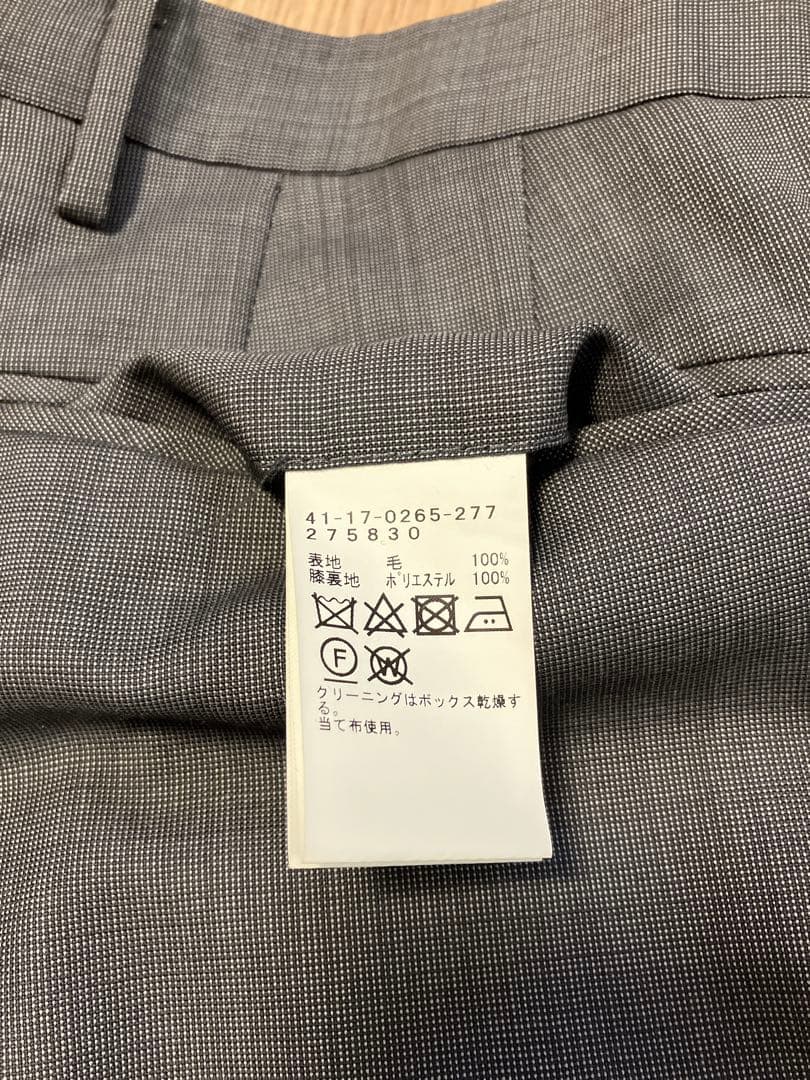 41-17-0265-277
275830
表地 毛 100%
膝裏地 ポリエステル 100%
F W
クリーニングはボックス乾燥す
る。
当て布使用。